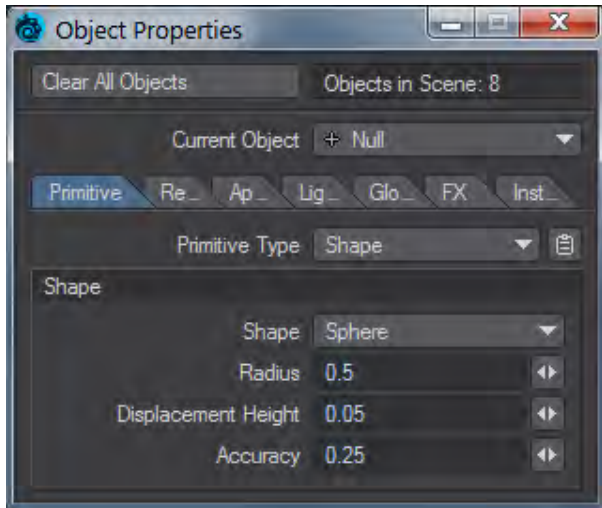 Object Properties
Clear All Objects Objects in Scene: 8
Current Object Null
Primitive Re... Ap... Lig... Glo... FX Inst...
Primitive Type Shape
Shape
Shape Sphere
Radius 0.5
Displacement Height 0.05
Accuracy 0.25